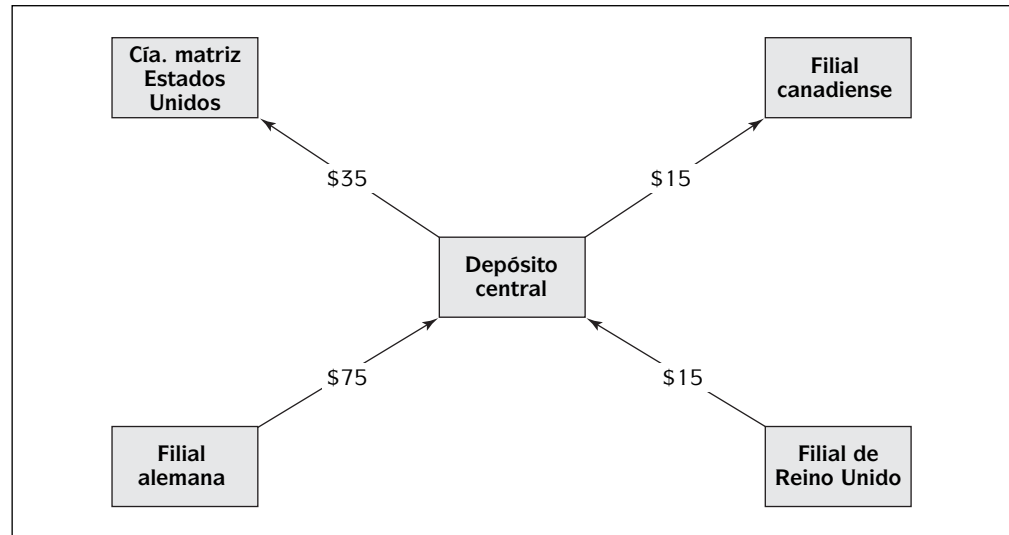 Cía. matriz
Estados
Unidos
Filial
canadiense
$35
$15
Depósito
central
$75
$15
Filial
alemana
Filial de
Reino Unido